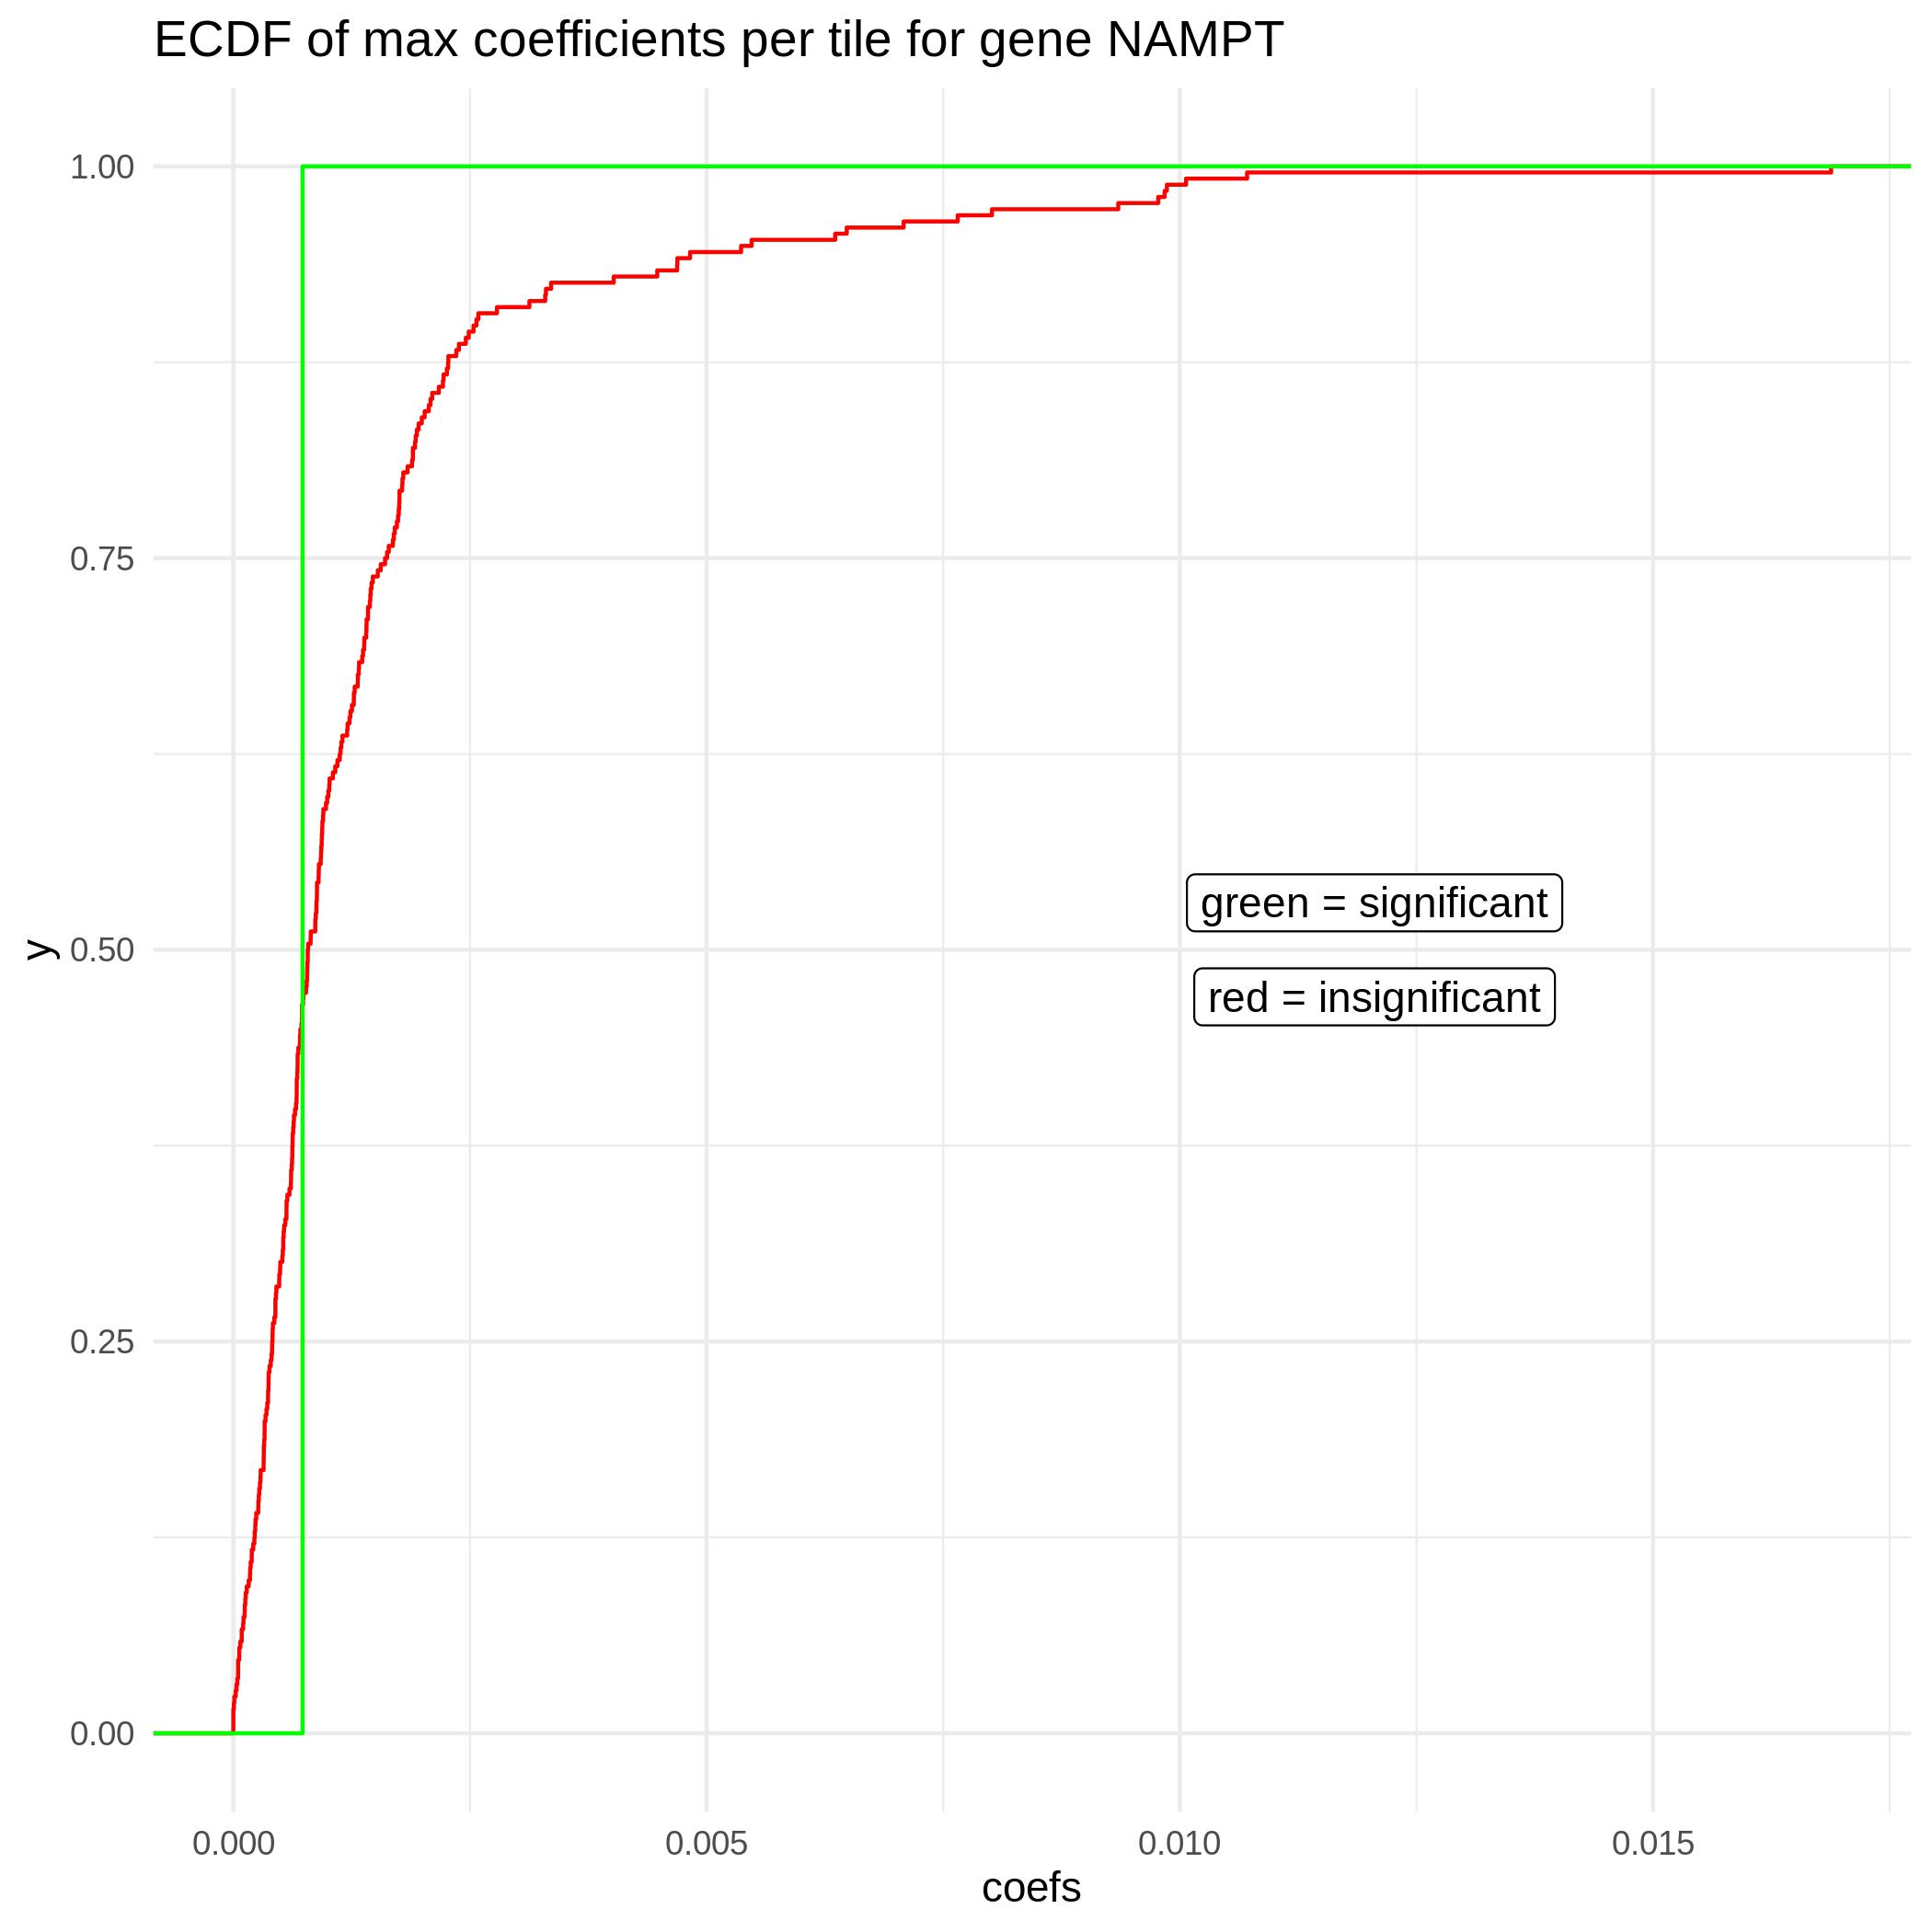 ECDF of max coefficients per tile for gene NAMPT
1.00
0.75
0.50
0.25
0.00
y
green = significant
red = insignificant
0.000
0.005
0.010
0.015
coefs